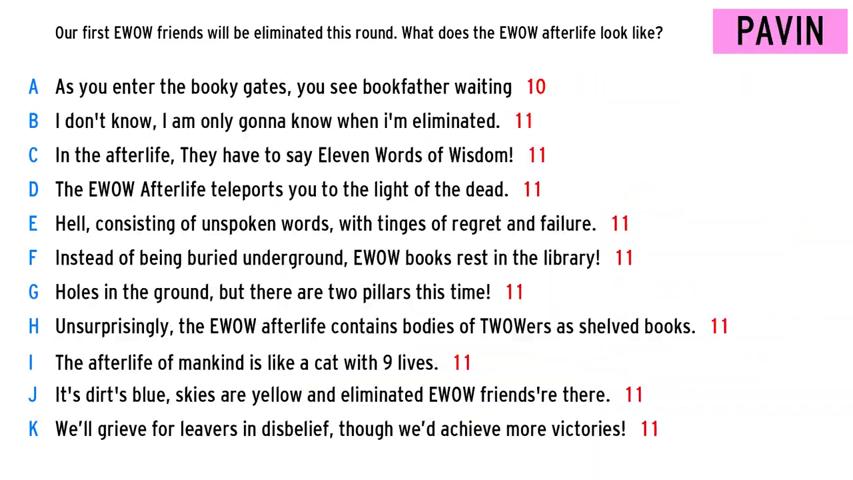 Our first EWOW friends will be eliminated this round. What does the EWOW afterlife look like?
PAVIN
A As you enter the booky gates, you see bookfather waiting 10
B I don't know, I am only gonna know when i'm eliminated. 11
C In the afterlife, They have to say Eleven Words of Wisdom! 11
D The EWOW Afterlife teleports you to the light of the dead. 11
E Hell, consisting of unspoken words, with tinges of regret and failure. 11
F Instead of being buried underground, EWOW books rest in the library! 11
G Holes in the ground, but there are two pillars this time! 11
H Unsurprisingly, the EWOW afterlife contains bodies of TWOWers as shelved books. 11
I The afterlife of mankind is like a cat with 9 lives. 11
J It's dirt's blue, skies are yellow and eliminated EWOW friends're there. 11
K We'll grieve for leavers in disbelief, though we'd achieve more victories! 11